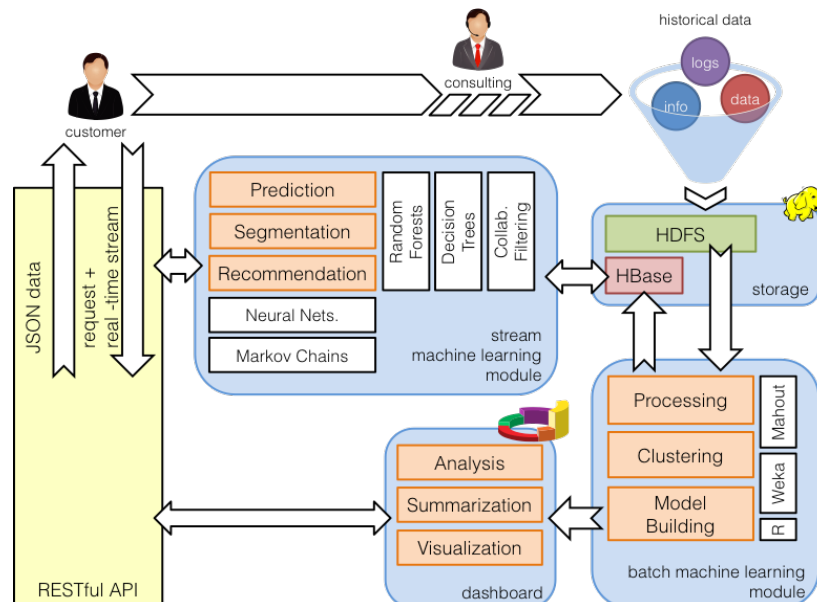 historical data
logs
info
data
consulting
customer
JSON data
request +
real -time stream
RESTful API
Prediction
Segmentation
Recommendation
Neural Nets.
Markov Chains
Random
Forests
Decision
Trees
Collab.
Filtering
stream
machine learning
module
HDFS
HBase
storage
Processing
Clustering
Model
Building
Mahout
Weka
R
batch machine learning
module
Analysis
Summarization
Visualization
dashboard